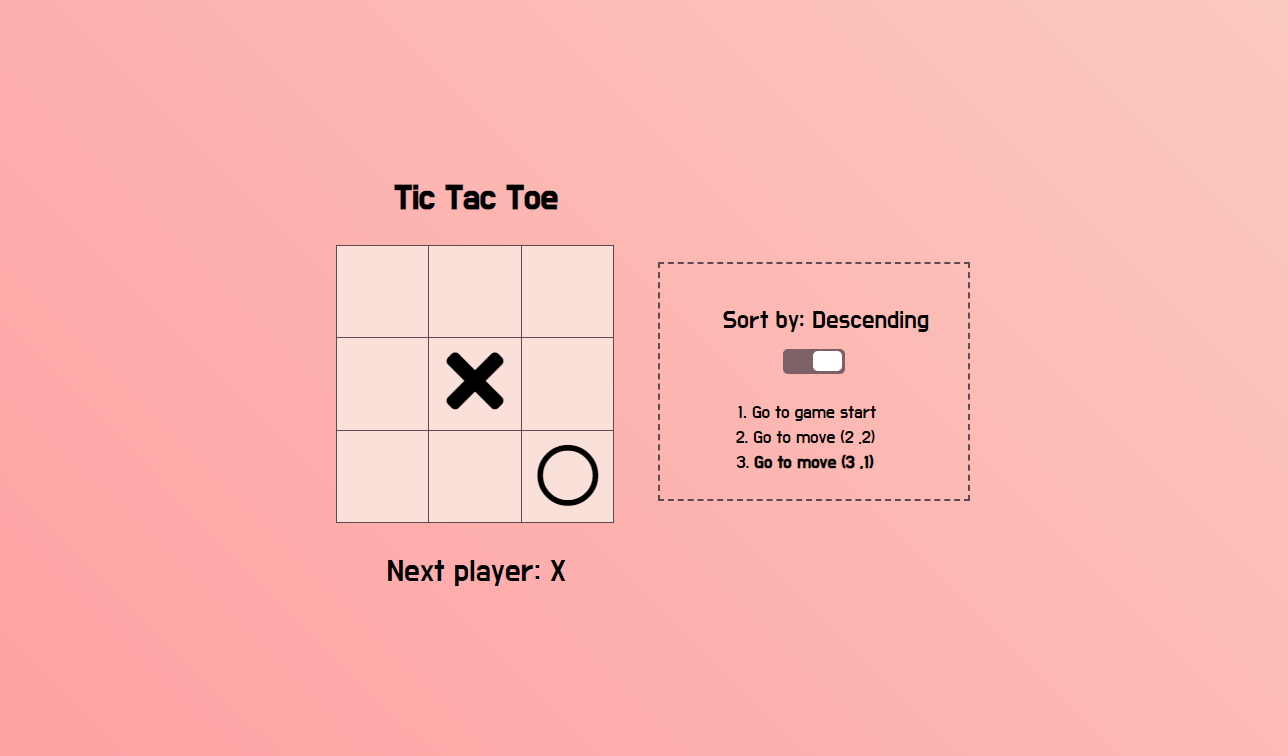 Tic Tac Toe
Next player: X
Sort by: Descending
1. Go to game start
2. Go to move (2 ,2)
3. Go to move (3 ,1)